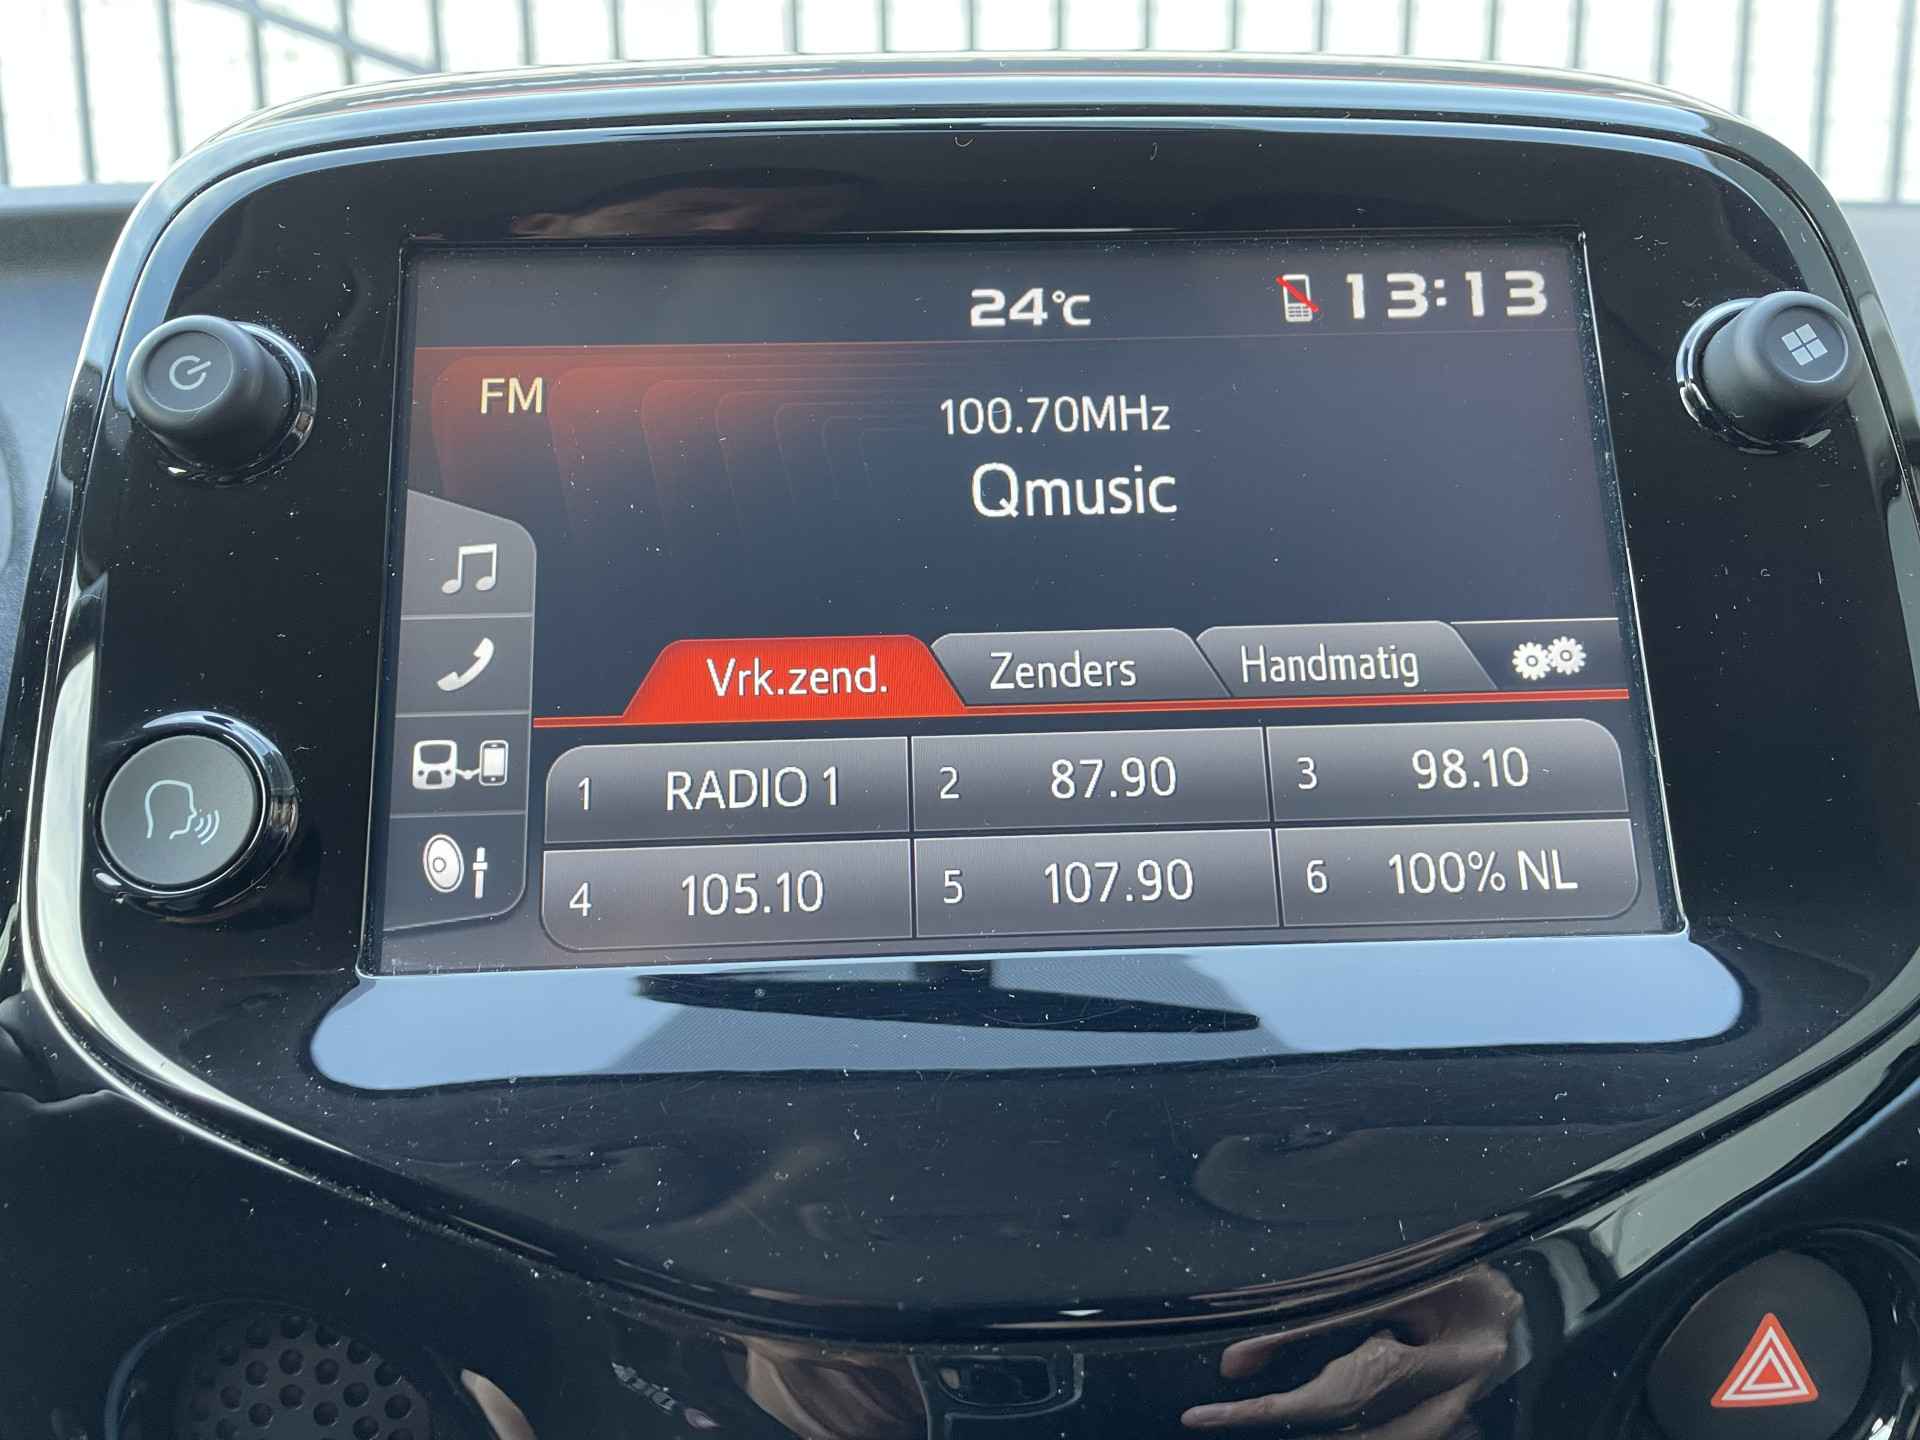 24°C 13:13
FM
100.70MHz
Qmusic
Vrk.zend. Zenders Handmatig
1 RADIO 1 2 87.90 3 98.10
4 105.10 5 107.90 6 100% NL